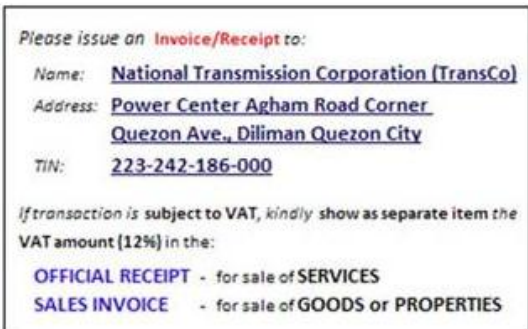 Please issue an Invoice/Receipt to:
Name: National Transmission Corporation (TransCo)
Address: Power Center Agham Road Corner
Quezon Ave., Diliman Quezon City
TIN: 223-242-186-000
If transaction is subject to VAT, kindly show as separate item the
VAT amount (12%) in the:
OFFICIAL RECEIPT - for sale of SERVICES
SALES INVOICE - for sale of GOODS or PROPERTIES